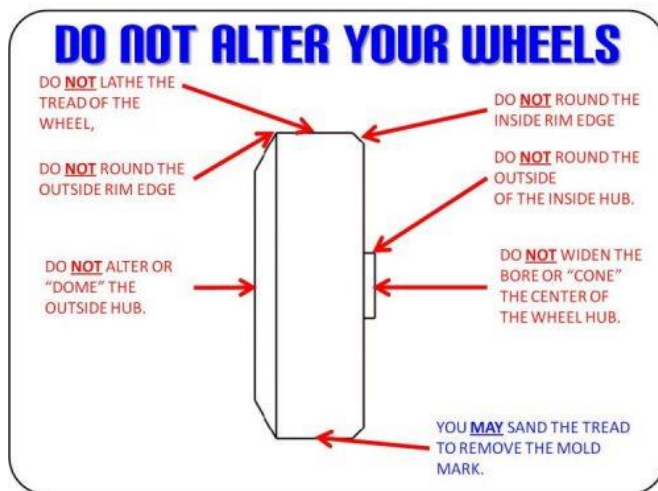 DO NOT ALTER YOUR WHEELS
DO NOT LATHE THE
TREAD OF THE
WHEEL,
DO NOT ROUND THE
OUTSIDE RIM EDGE
DO NOT ALTER OR
"DOME" THE
OUTSIDE HUB.
DO NOT ROUND THE
INSIDE RIM EDGE
DO NOT ROUND THE
OUTSIDE
OF THE INSIDE HUB.
DO NOT WIDEN THE
BORE OR "CONE"
THE CENTER OF
THE WHEEL HUB.
YOU MAY SAND THE TREAD
TO REMOVE THE MOLD
MARK.